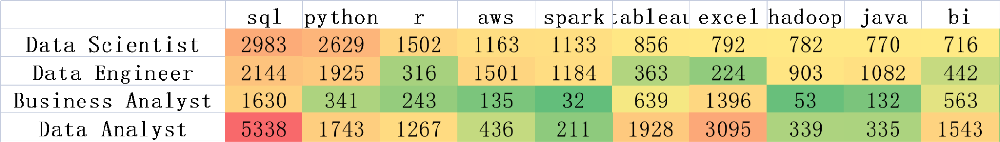 sql python r aws spark tableau excel hadoop java bi
Data Scientist 2983 2629 1502 1163 1133 856 792 782 770 716
Data Engineer 2144 1925 316 1501 1184 363 224 903 1082 442
Business Analyst 1630 341 243 135 32 639 1396 53 132 563
Data Analyst 5338 1743 1267 436 211 1928 3095 339 335 1543